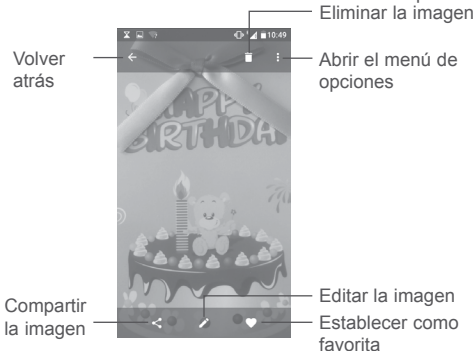 Eliminar la imagen
10:49
Volver
atrás
Abrir el menú de
opciones
HAPPY
BIRTHDAY
Compartir
la imagen
Editar la imagen
Establecer como
favorita